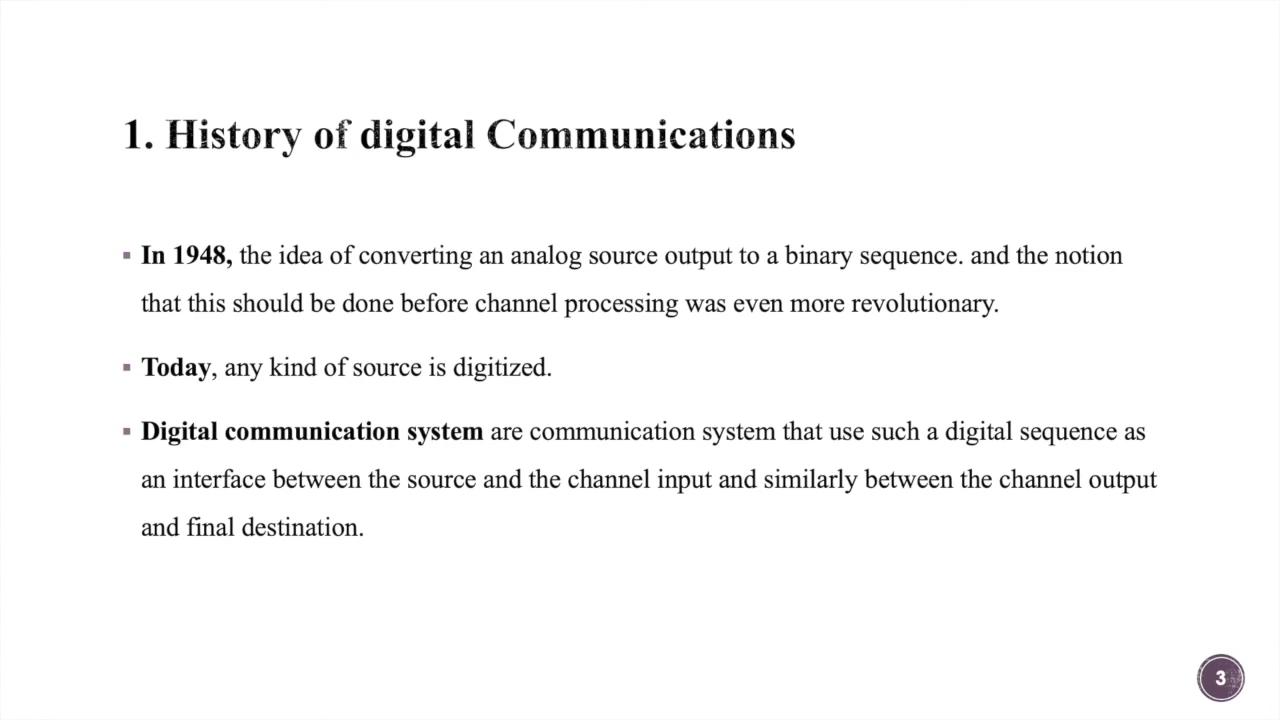 1. History of digital Communications
▪ In 1948, the idea of converting an analog source output to a binary sequence. and the notion
that this should be done before channel processing was even more revolutionary.
▪ Today, any kind of source is digitized.
▪ Digital communication system are communication system that use such a digital sequence as
an interface between the source and the channel input and similarly between the channel output
and final destination.
3